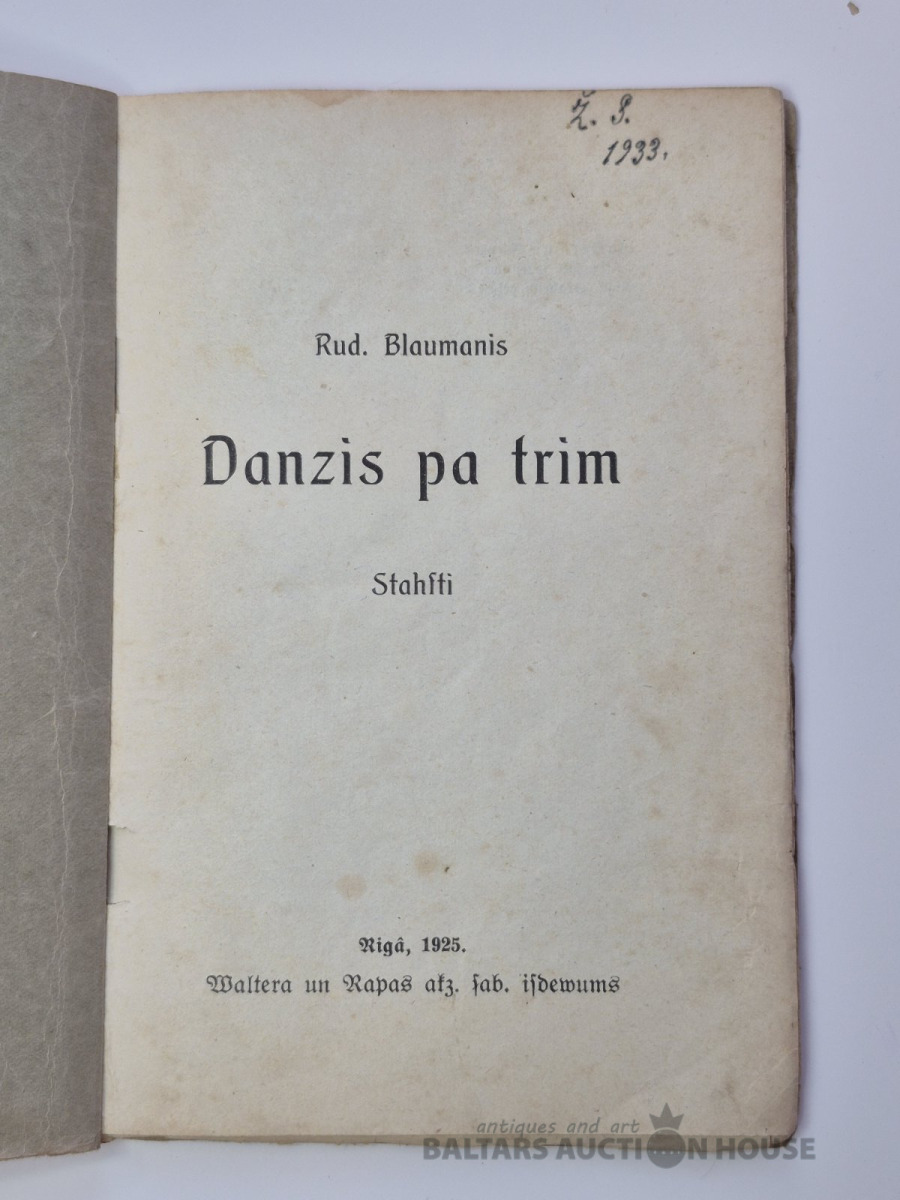 Ž. S.
1933.
Rud. Blaumanis
Danzis pa trim
Stahſti
Rigâ, 1925.
Waltera un Rapas akz. ſab. iſdewums
antiques and art
BALTARS AUCTION HOUSE